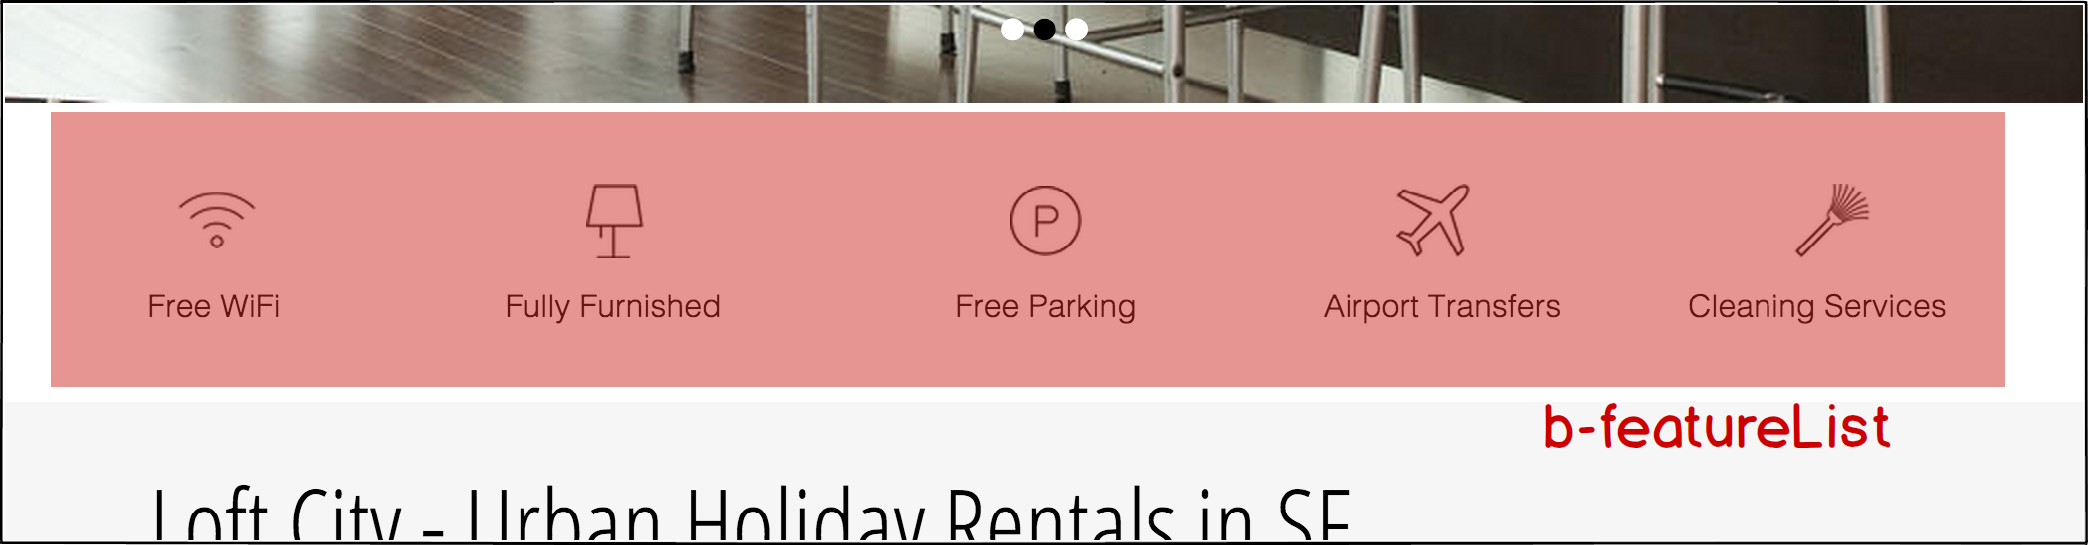 P
Free WiFi
Fully Furnished
Free Parking
Airport Transfers
Cleaning Services
b-featureList
Loft City - Urban Holiday Rentals in SF